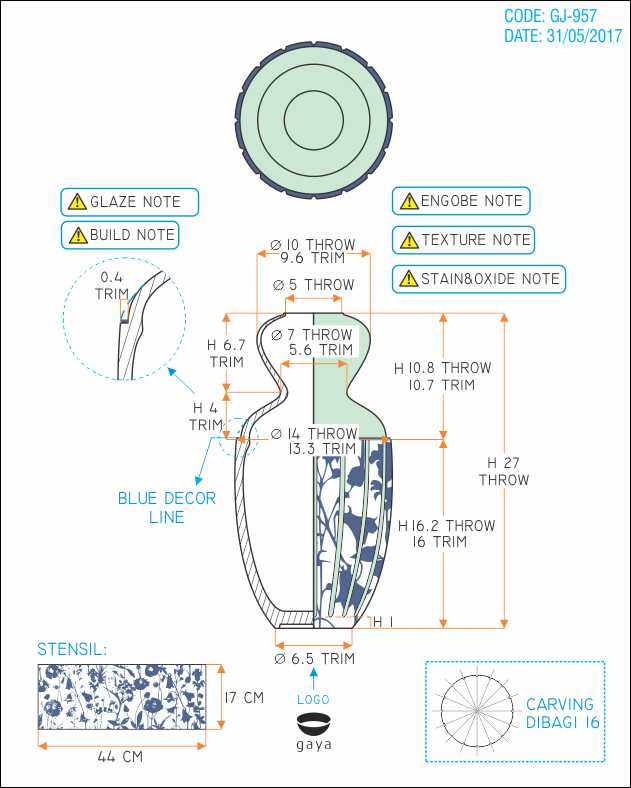 CODE: GJ-957
DATE: 31/05/2017
GLAZE NOTE
BUILD NOTE
ENGOBE NOTE
TEXTURE NOTE
STAIN&OXIDE NOTE
0.4
TRIM
Ø 10 THROW
9.6 TRIM
Ø 5 THROW
Ø 7 THROW
5.6 TRIM
H 6.7
TRIM
H 4
TRIM
H 10.8 THROW
10.7 TRIM
Ø 14 THROW
13.3 TRIM
H 27
THROW
BLUE DECOR
LINE
H 16.2 THROW
16 TRIM
H 1
Ø 6.5 TRIM
STENSIL:
17 CM
44 CM
LOGO
gaya
CARVING
DIBAGI 16